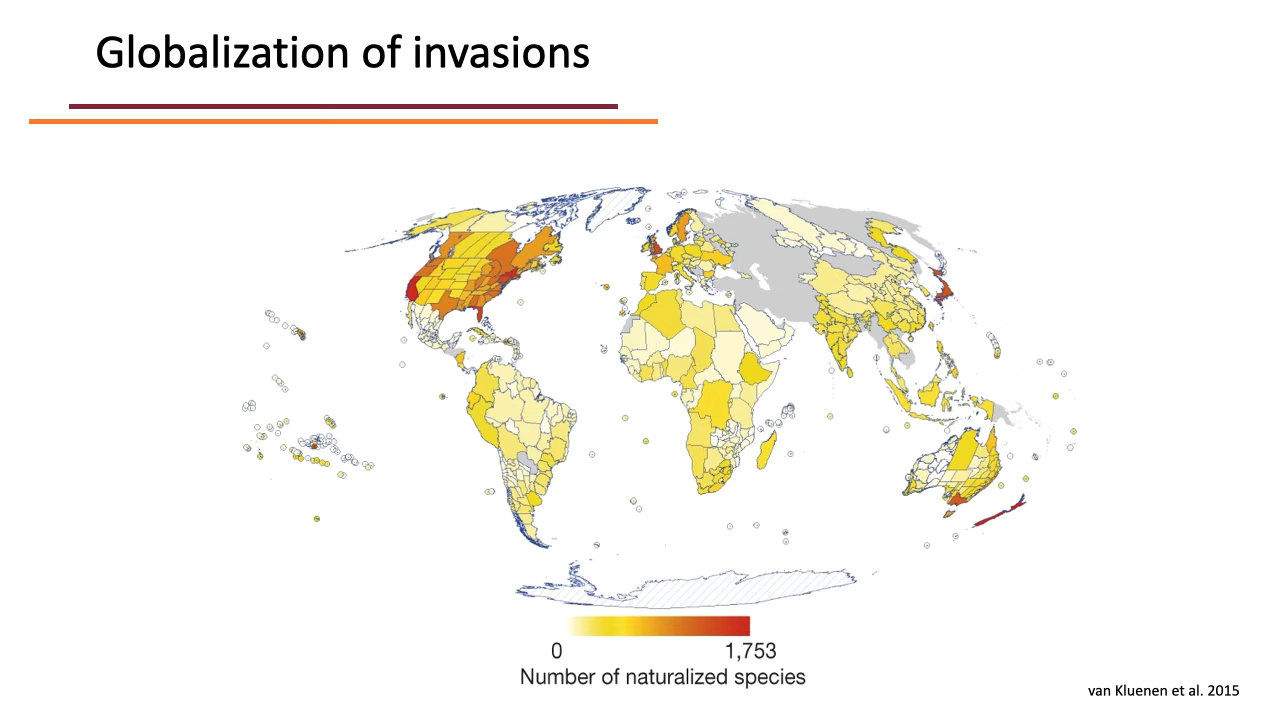 Globalization of invasions
0 1,753
Number of naturalized species
van Kluenen et al. 2015